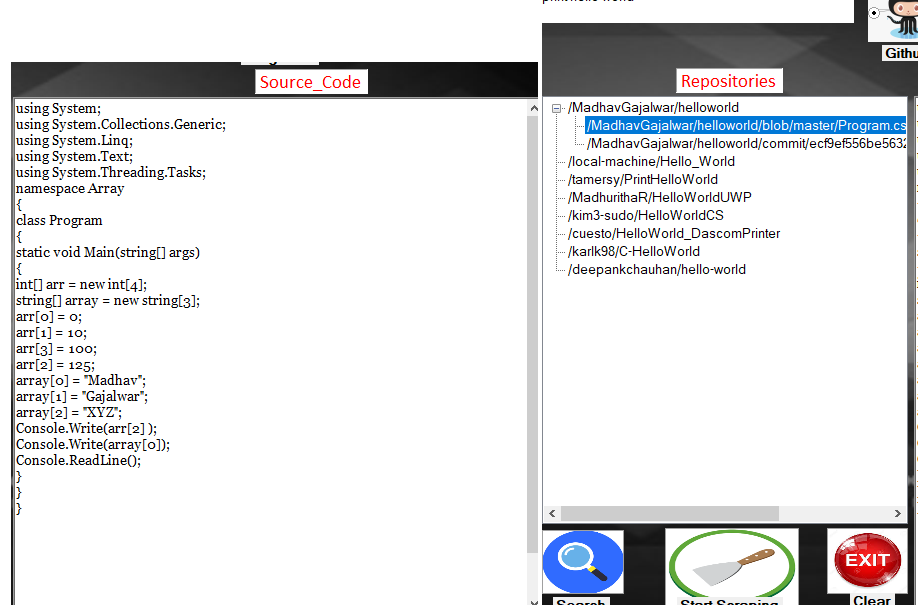 Source_Code
using System;
using System.Collections.Generic;
using System.Linq;
using System.Text;
using System.Threading.Tasks;
namespace Array
{
class Program
{
static void Main(string[] args)
{
int[] arr = new int[4];
string[] array = new string[3];
arr[0] = 0;
arr[1] = 10;
arr[3] = 100;
arr[2] = 125;
array[0] = "Madhav";
array[1] = "Gajalwar";
array[2] = "XYZ";
Console.Write(arr[2] );
Console.Write(array[0]);
Console.ReadLine();
}
}
}
Githu
Repositories
/MadhavGajalwar/helloworld
/MadhavGajalwar/helloworld/blob/master/Program.cs
/MadhavGajalwar/helloworld/commit/ecf9ef556be5632
/local-machine/Hello_World
/tamersy/PrintHelloWorld
/MadhurithaR/HelloWorldUWP
/kim3-sudo/HelloWorldCS
/cuesto/HelloWorld_DascomPrinter
/karlk98/C-HelloWorld
/deepankchauhan/hello-world
EXIT
Search
Start Scraping
Clear